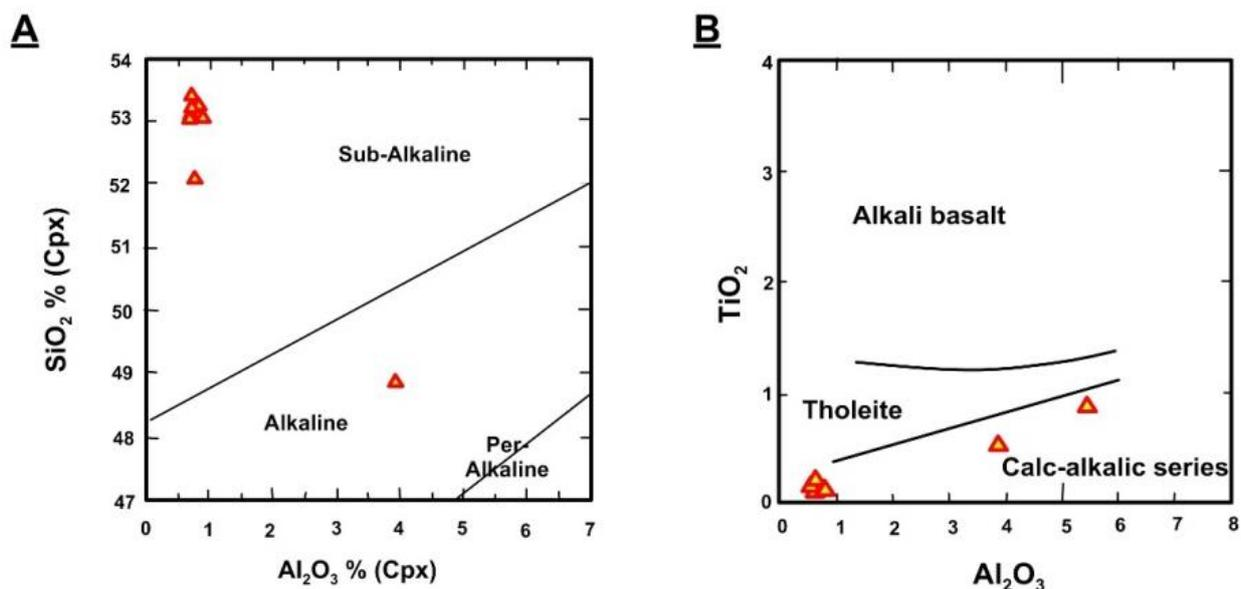 A
54
53
52
51
50
49
48
47
SiO₂ % (Cpx)
Sub-Alkaline
Alkaline
Per-
Alkaline
0 1 2 3 4 5 6 7
Al₂O₃ % (Cpx)
B
4
3
2
1
0
TiO₂
Alkali basalt
Tholeite
Calc-alkalic series
0 1 2 3 4 5 6 7 8
Al₂O₃